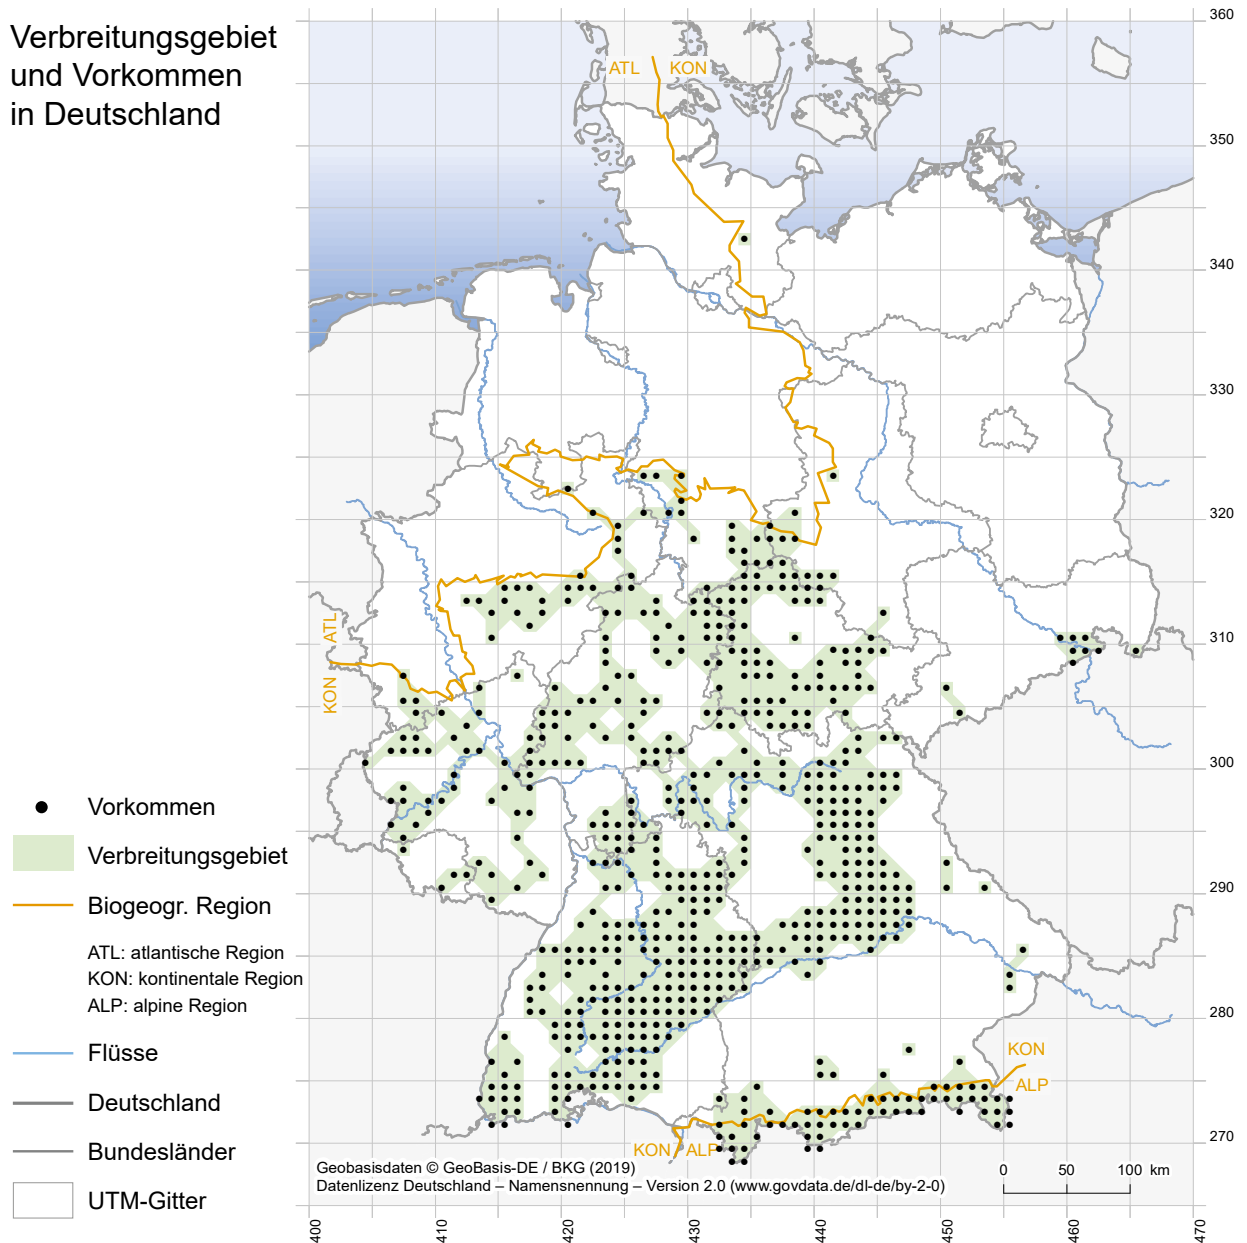 Verbreitungsgebiet
und Vorkommen
in Deutschland
ATL KON
ATL
KON
KON
ALP
KON ALP
Vorkommen
Verbreitungsgebiet
Biogeogr. Region
ATL: atlantische Region
KON: kontinentale Region
ALP: alpine Region
Flüsse
Deutschland
Bundesländer
UTM-Gitter
360
350
340
330
320
310
300
290
280
270
Geobasisdaten © GeoBasis-DE / BKG (2019)
Datenlizenz Deutschland – Namensnennung – Version 2.0 (www.govdata.de/dl-de/by-2-0)
0 50 100 km
400 410 420 430 440 450 460 470